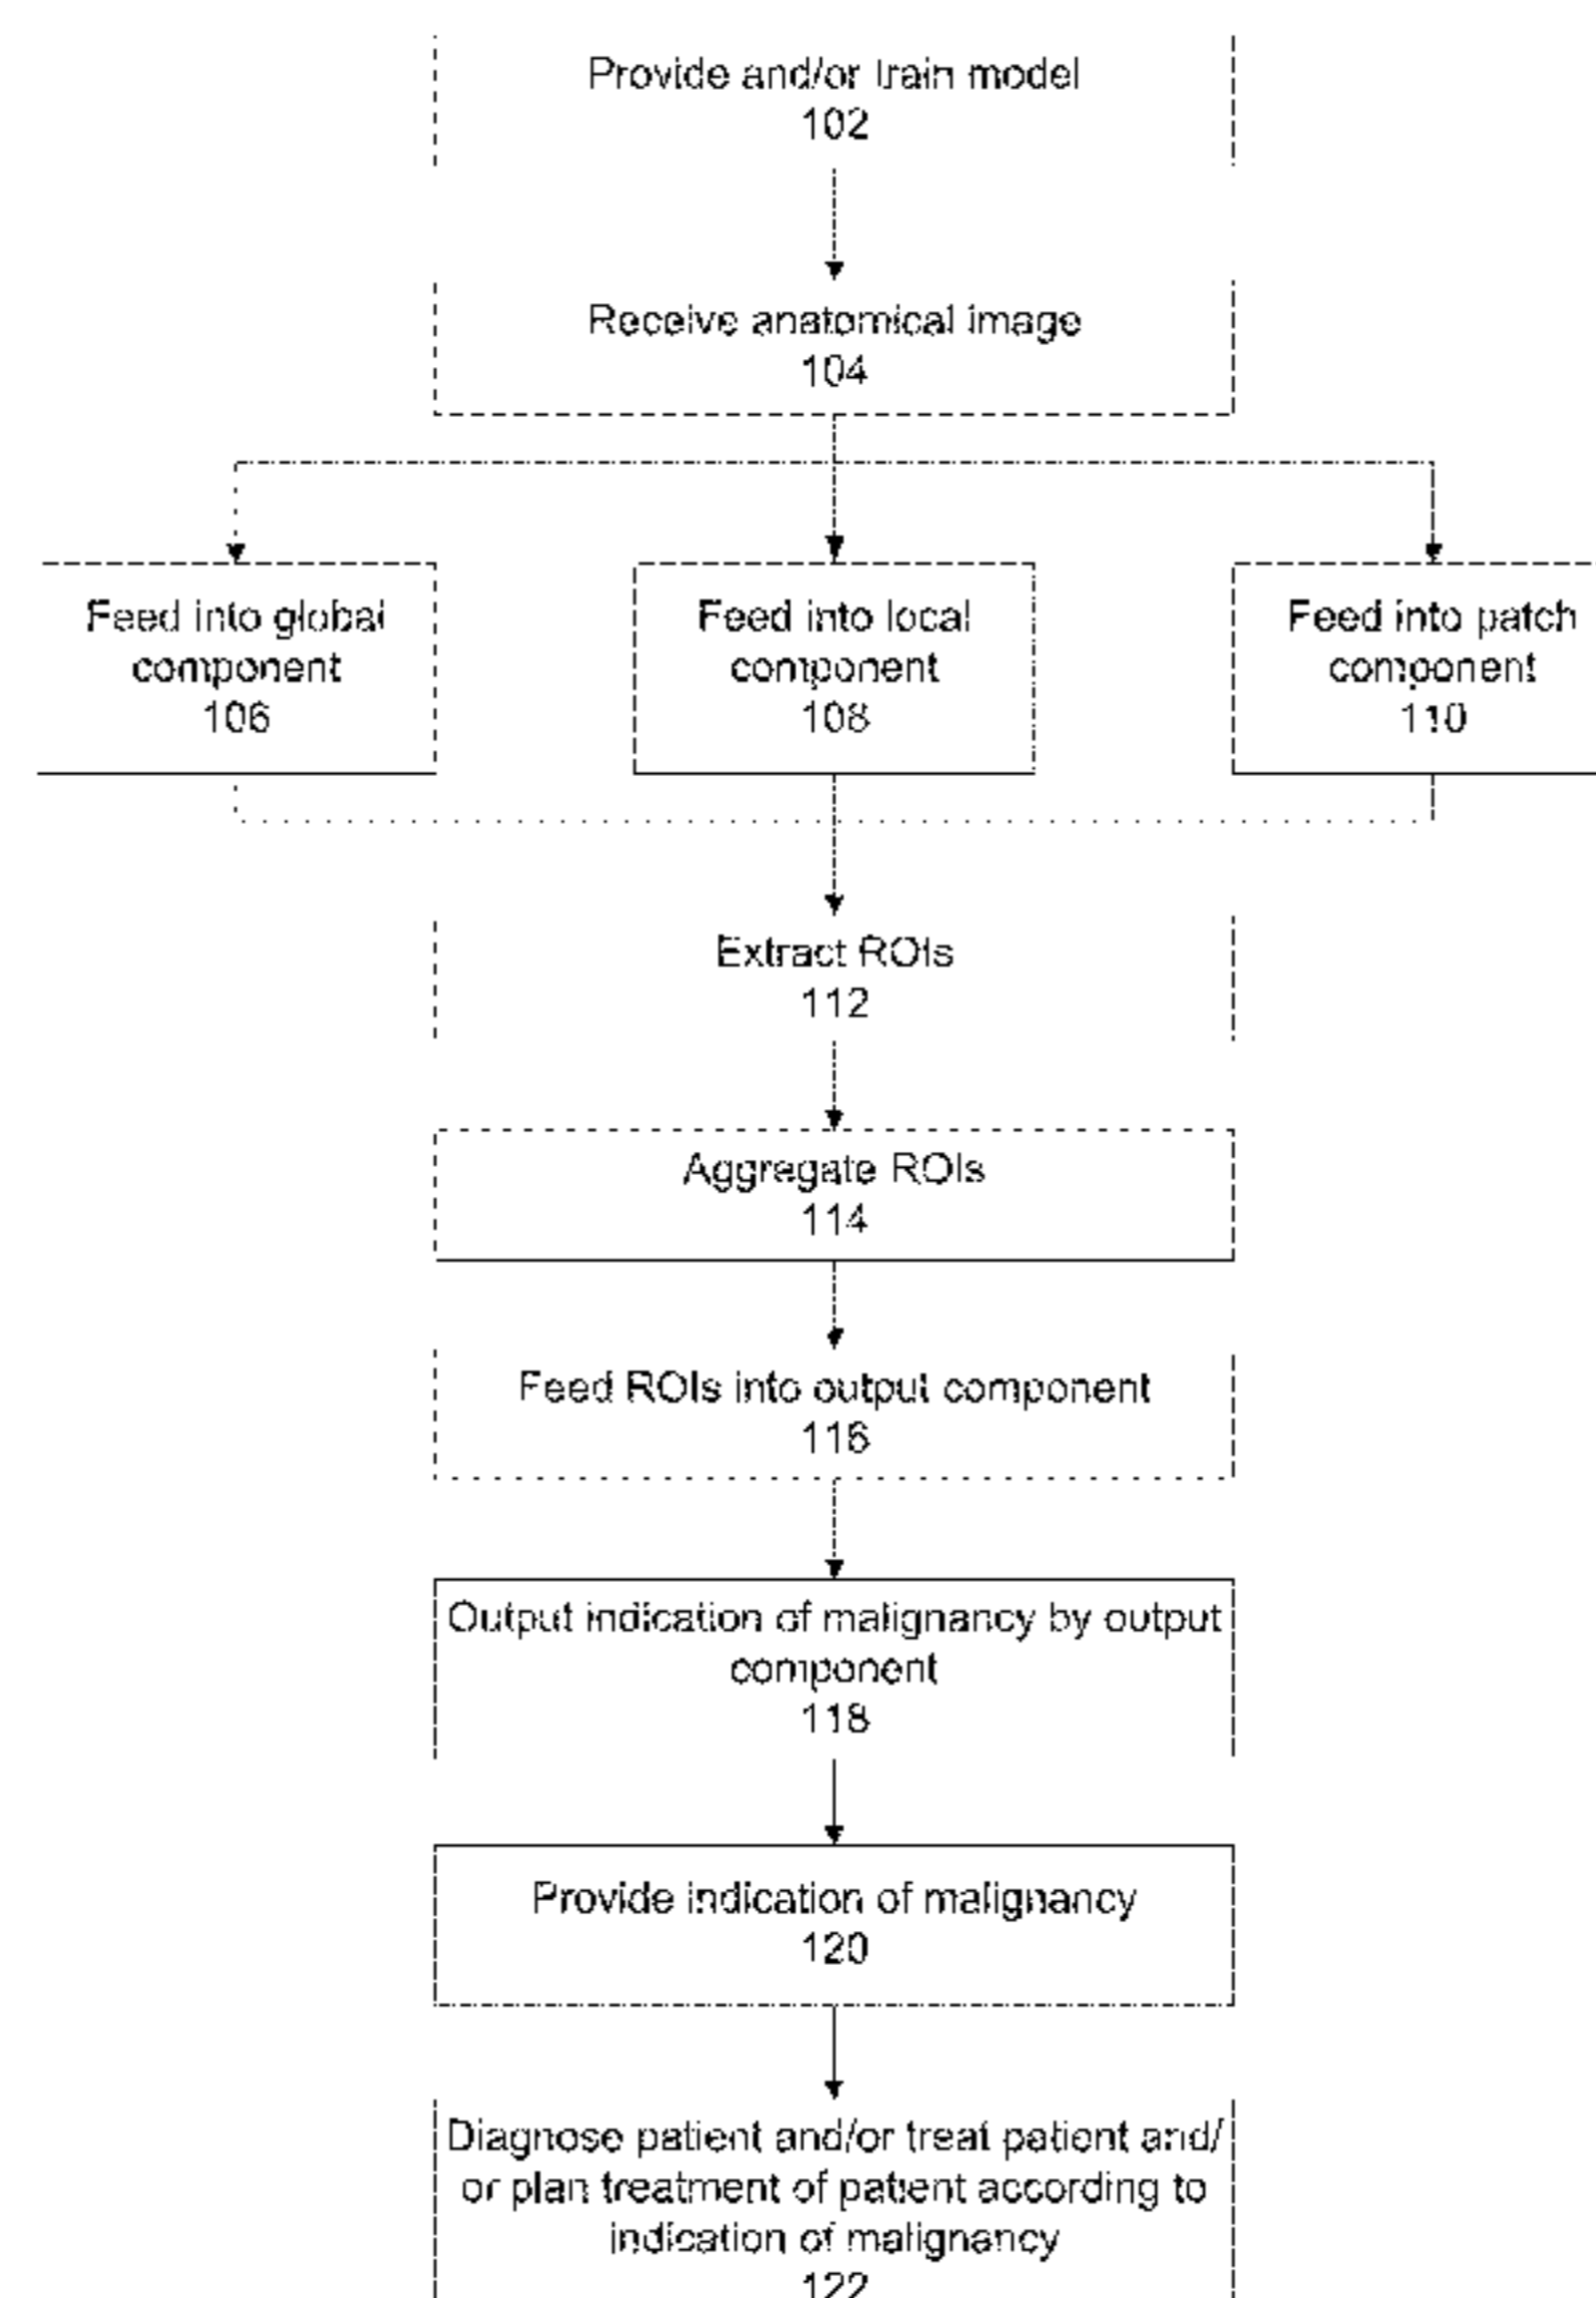 Provide and/or train model
102
Receive anatomical image
104
Feed into global
component
106
Feed into local
component
108
Feed into patch
component
110
Extract ROIs
112
Aggregate ROIs
114
Feed ROIs into output component
116
Output indication of malignancy by output
component
118
Provide indication of malignancy
120
Diagnose patient and/or treat patient and/
or plan treatment of patient according to
indication of malignancy
122